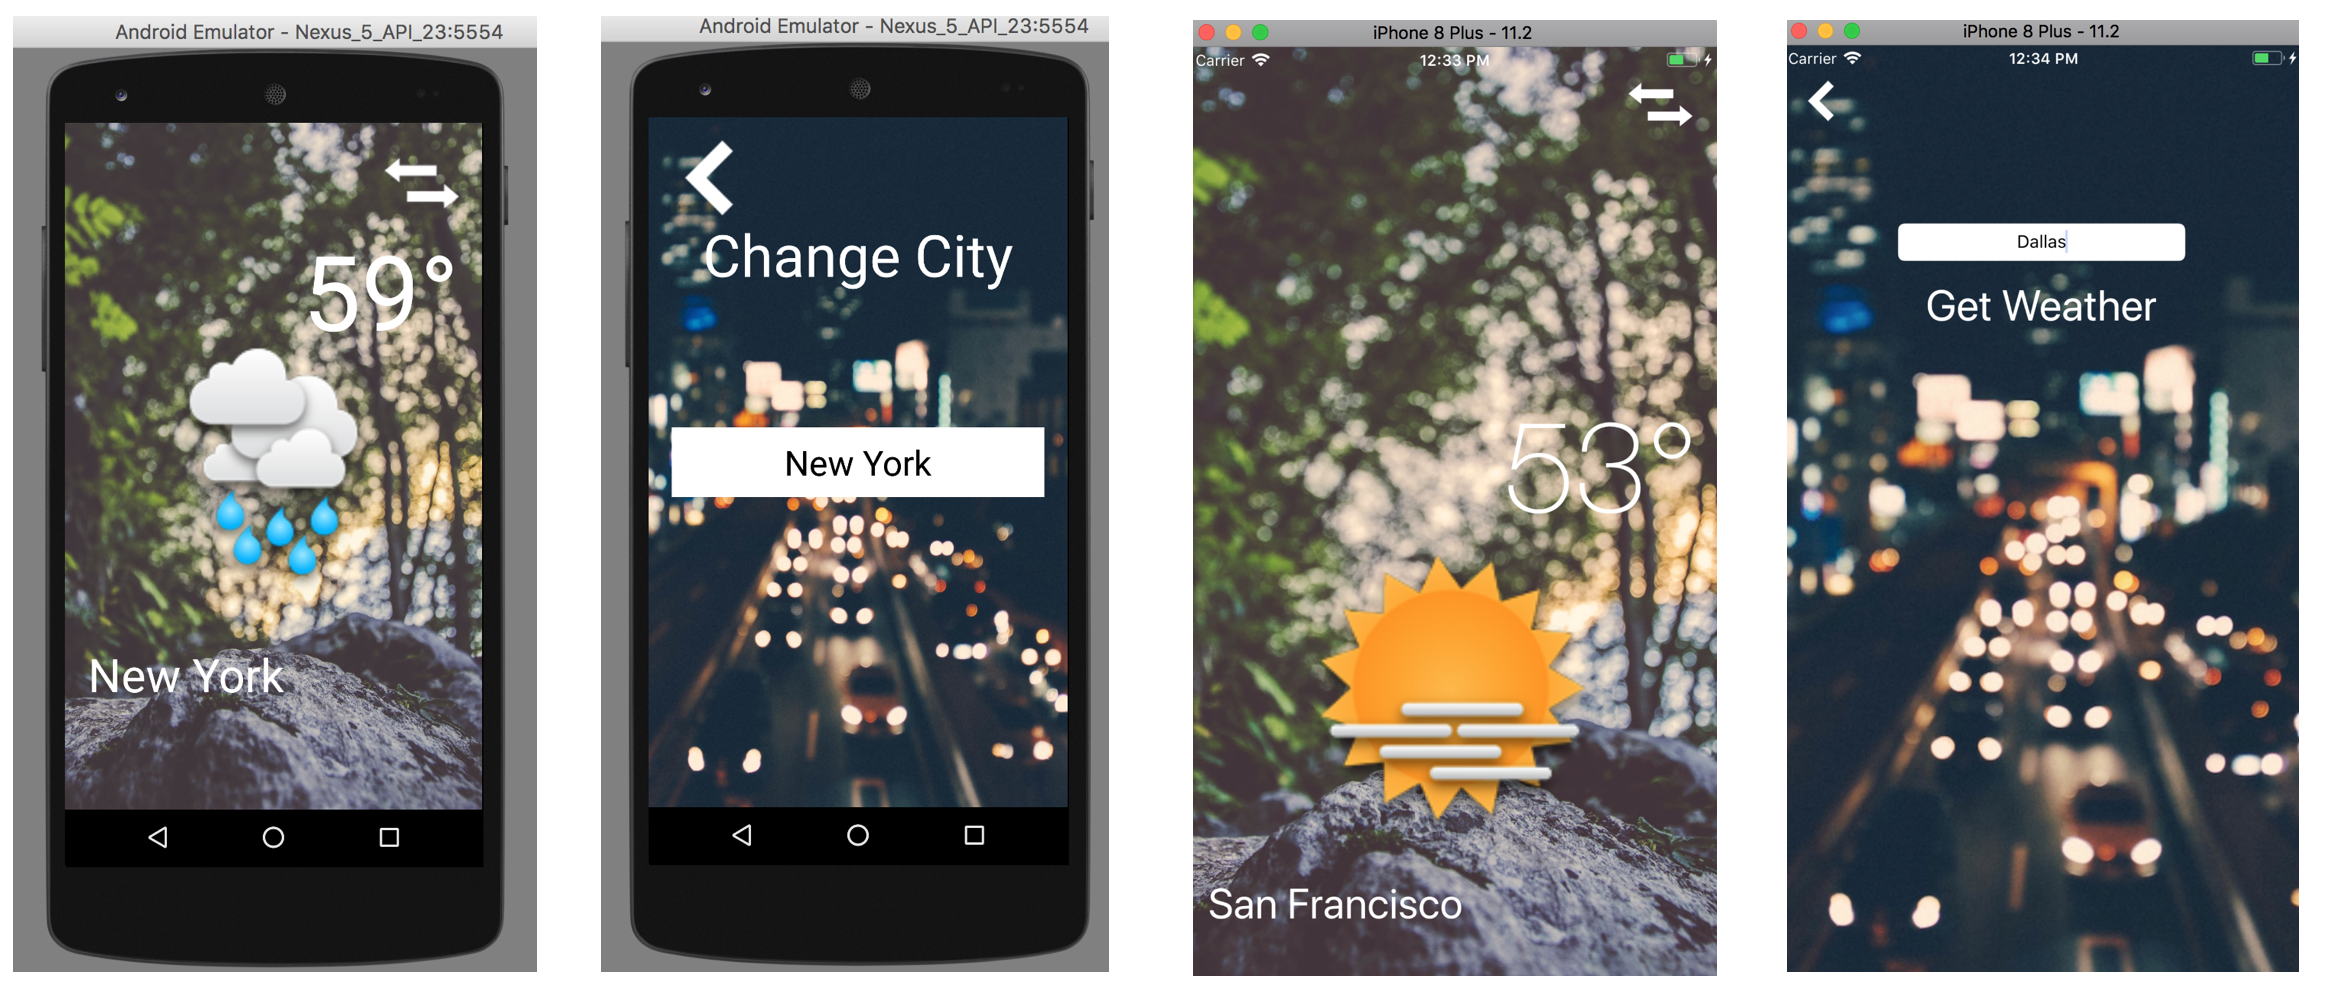 Android Emulator - Nexus_5_API_23:5554
59°
New York
Android Emulator - Nexus_5_API_23:5554
Change City
New York
iPhone 8 Plus - 11.2
Carrier 12:33 PM
53°
San Francisco
iPhone 8 Plus - 11.2
Carrier 12:34 PM
Dallas
Get Weather